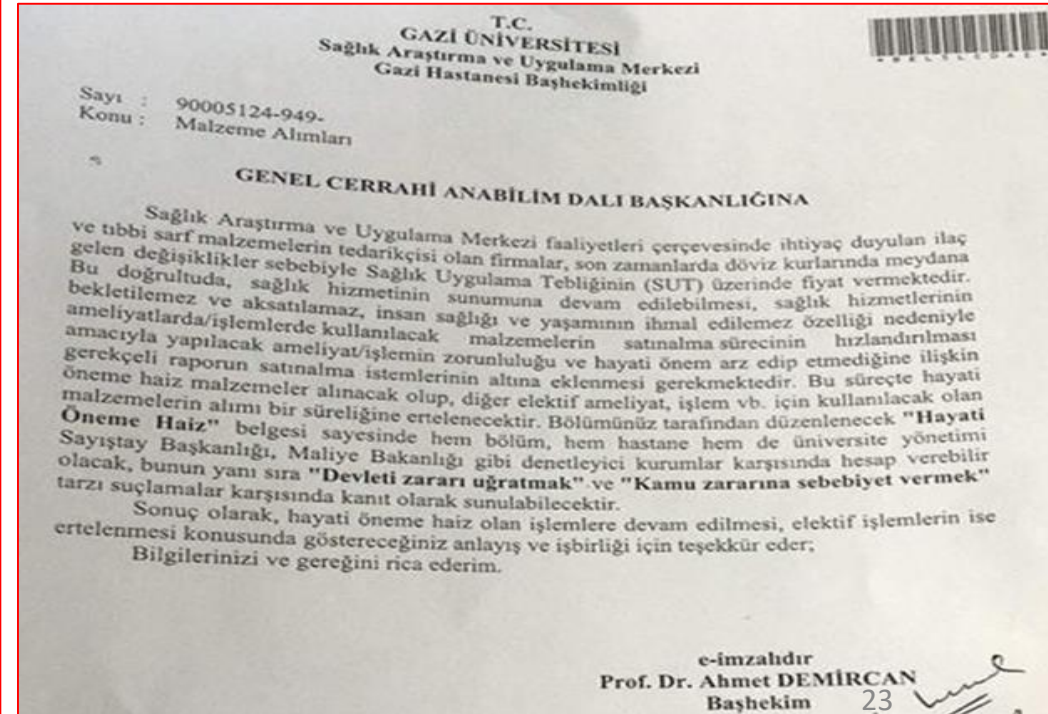 T.C.
GAZİ ÜNİVERSİTESİ
Sağlık Araştırma ve Uygulama Merkezi
Gazi Hastanesi Başhekimliği
Sayı : 90005124-949-
Konu : Malzeme Alımları
GENEL CERRAHİ ANABİLİM DALI BAŞKANLIĞINA
Sağlık Araştırma ve Uygulama Merkezi faaliyetleri çerçevesinde ihtiyaç duyulan ilaç
ve tıbbi sarf malzemelerin tedarikçisi olan firmalar, son zamanlarda döviz kurlarında meydana
gelen değişiklikler sebebiyle Sağlık Uygulama Tebliğinin (SUT) üzerinde fiyat vermektedir.
Bu doğrultuda, sağlık hizmetinin sunumuna devam edilebilmesi, sağlık hizmetlerinin
bekletilemez ve aksatılamaz, insan sağlığı ve yaşamının ihmal edilemez özelliği nedeniyle
ameliyatlarda/işlemlerde kullanılacak malzemelerin satınalma sürecinin hızlandırılması
amacıyla yapılacak ameliyat/işlemin zorunluluğu ve hayati önem arz edip etmediğine ilişkin
gerekçeli raporun satınalma istemlerinin altına eklenmesi gerekmektedir. Bu süreçte hayati
öneme haiz malzemeler alınacak olup, diğer elektif ameliyat, işlem vb. için kullanılacak olan
malzemelerin alımı bir süreliğine ertelenecektir. Bölümünüz tarafından düzenlenecek "Hayati
Öneme Haiz" belgesi sayesinde hem bölüm, hem hastane hem de üniversite yönetimi
Sayıştay Başkanlığı, Maliye Bakanlığı gibi denetleyici kurumlar karşısında hesap verebilir
olacak, bunun yanı sıra "Devleti zararı uğratmak" ve "Kamu zararına sebebiyet vermek"
tarzı suçlamalar karşısında kanıt olarak sunulabilecektir.
Sonuç olarak, hayati öneme haiz olan işlemlere devam edilmesi, elektif işlemlerin ise
ertelenmesi konusunda göstereceğiniz anlayış ve işbirliği için teşekkür eder;
Bilgilerinizi ve gereğini rica ederim.
e-imzalıdır
Prof. Dr. Ahmet DEMİRCAN
Başhekim
23